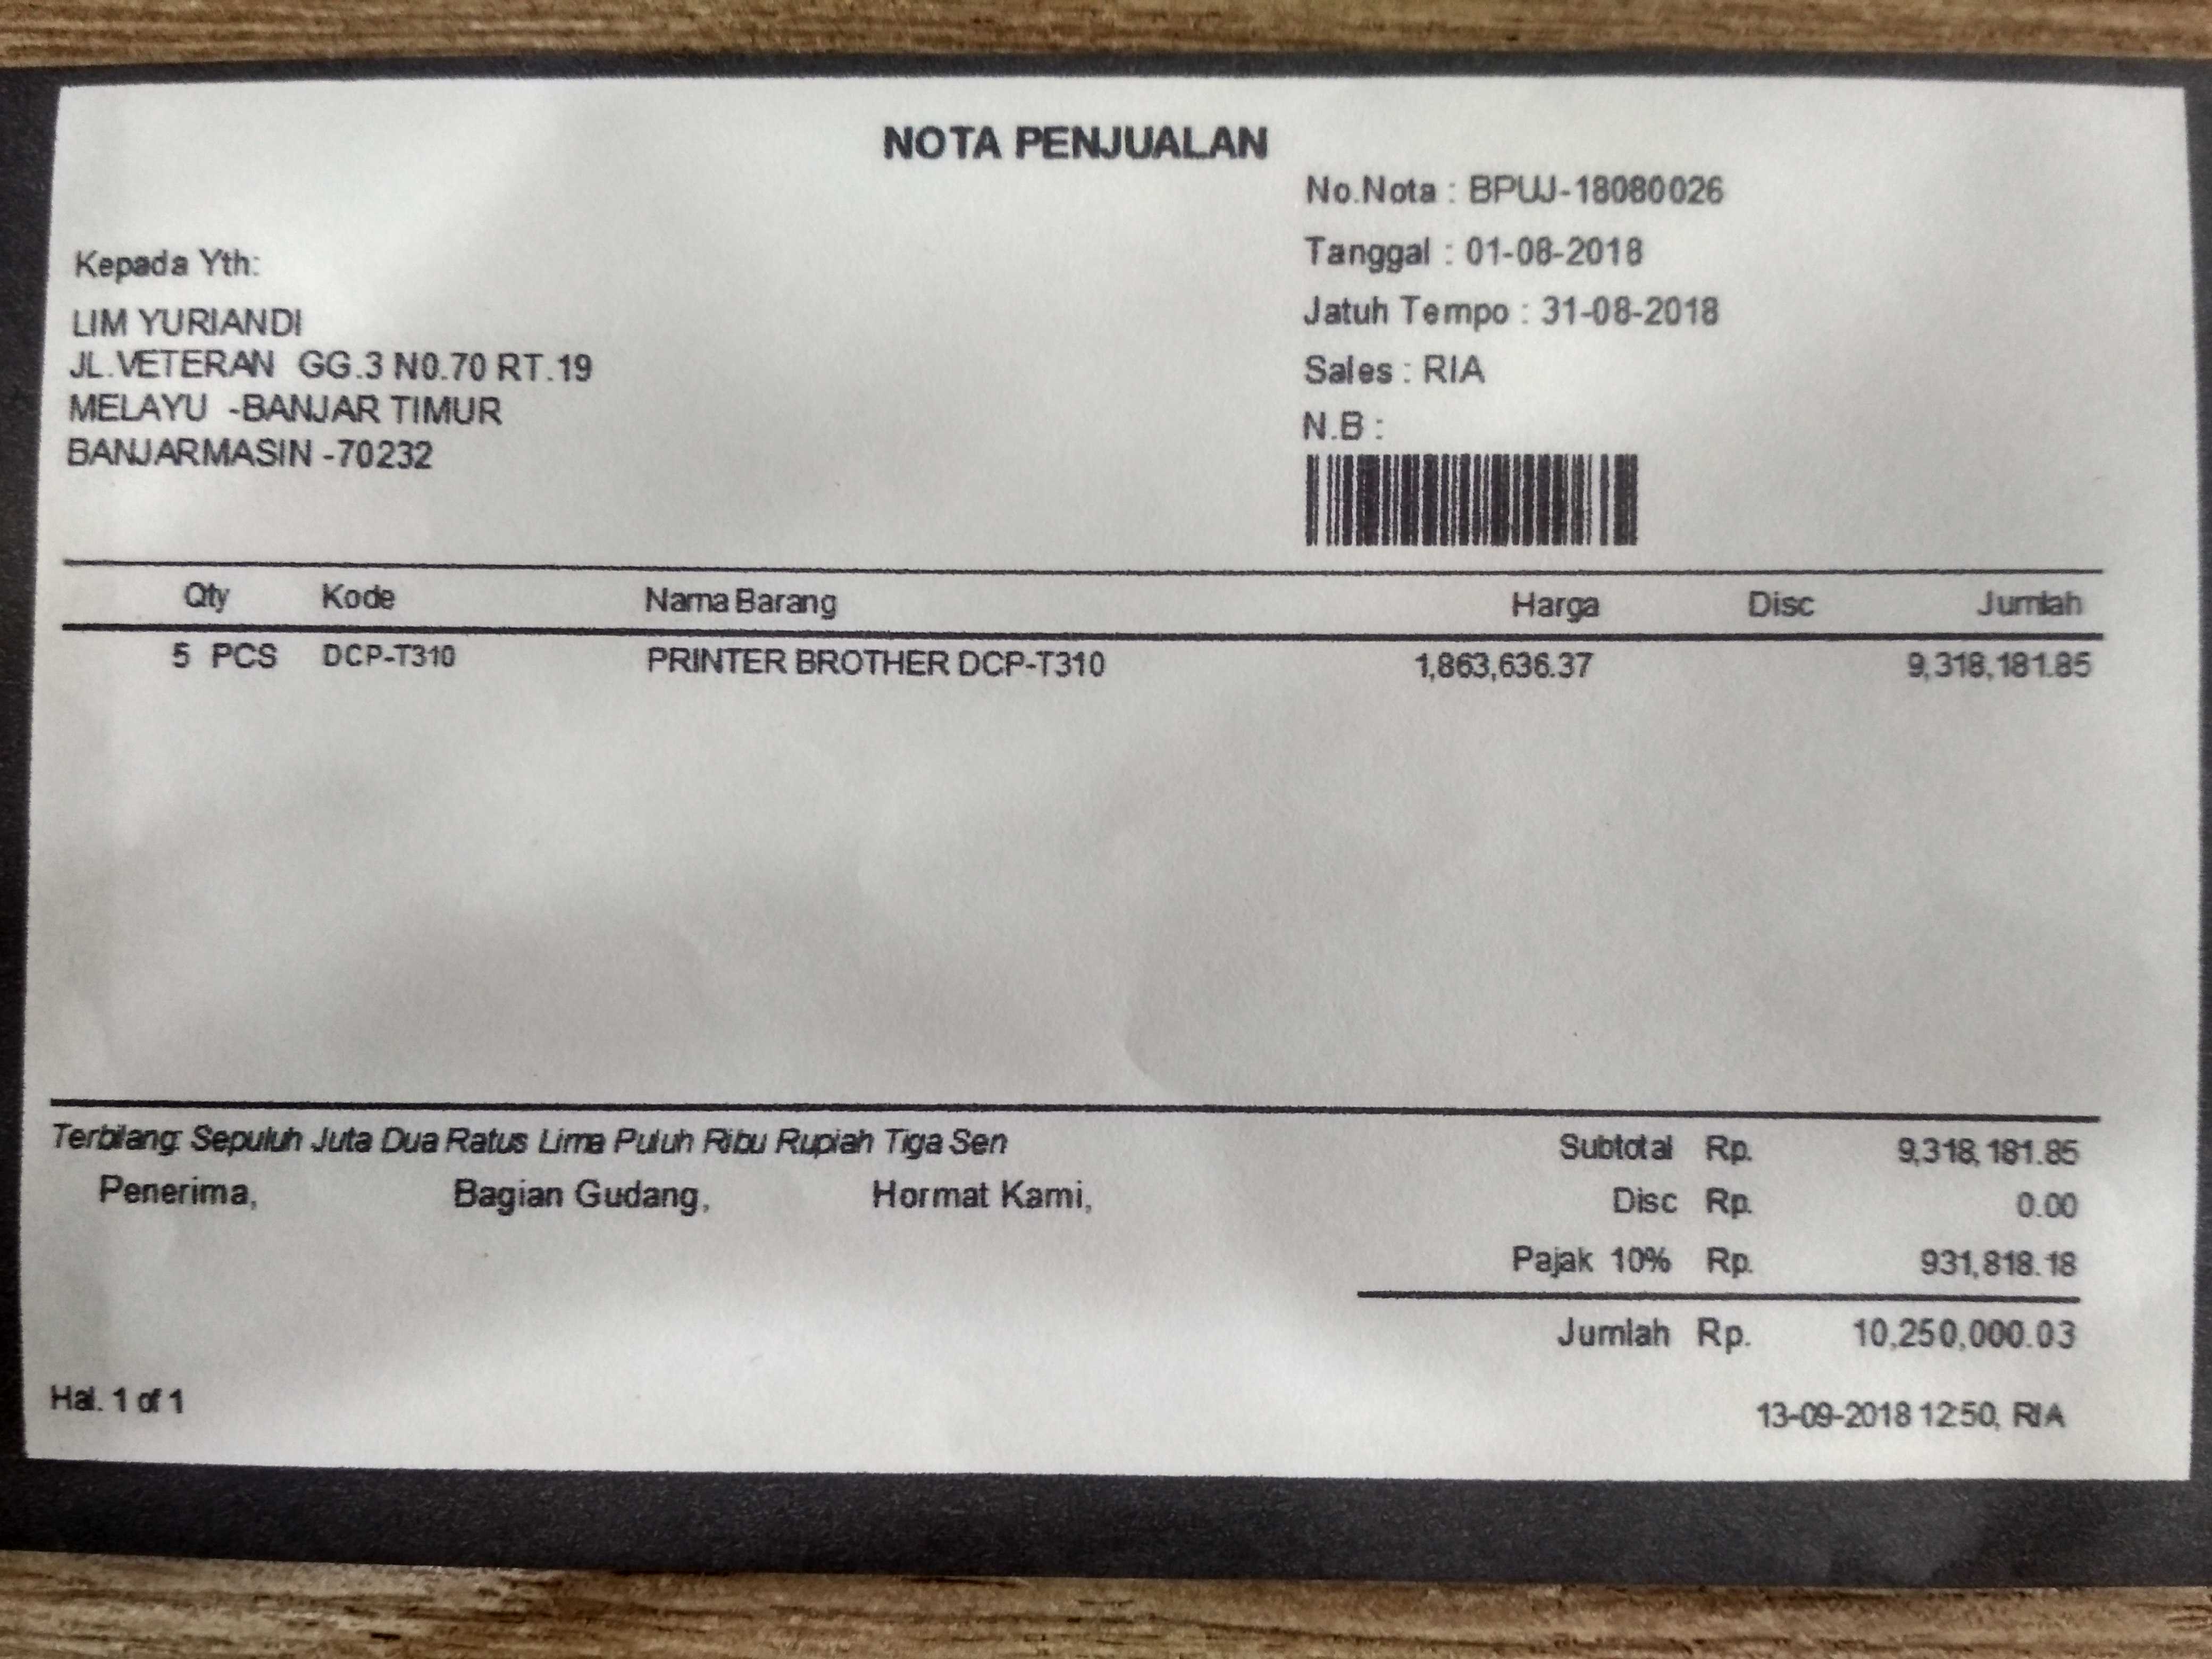 NOTA PENJUALAN
No.Nota : BPUJ-18080026
Tanggal : 01-08-2018
Jatuh Tempo : 31-08-2018
Sales : RIA
N.B :
Kepada Yth:
LIM YURIANDI
JL.VETERAN GG.3 N0.70 RT.19
MELAYU -BANJAR TIMUR
BANJARMASIN -70232
Qty Kode Nama Barang Harga Disc Jumlah
5 PCS DCP-T310 PRINTER BROTHER DCP-T310 1,863,636.37 9,318,181.85
Terbilang: Sepuluh Juta Dua Ratus Lima Puluh Ribu Rupiah Tiga Sen
Penerima, Bagian Gudang, Hormat Kami,
Subtotal Rp. 9,318,181.85
Disc Rp. 0.00
Pajak 10% Rp. 931,818.18
Jumlah Rp. 10,250,000.03
Hal. 1 of 1
13-09-2018 12:50, RIA